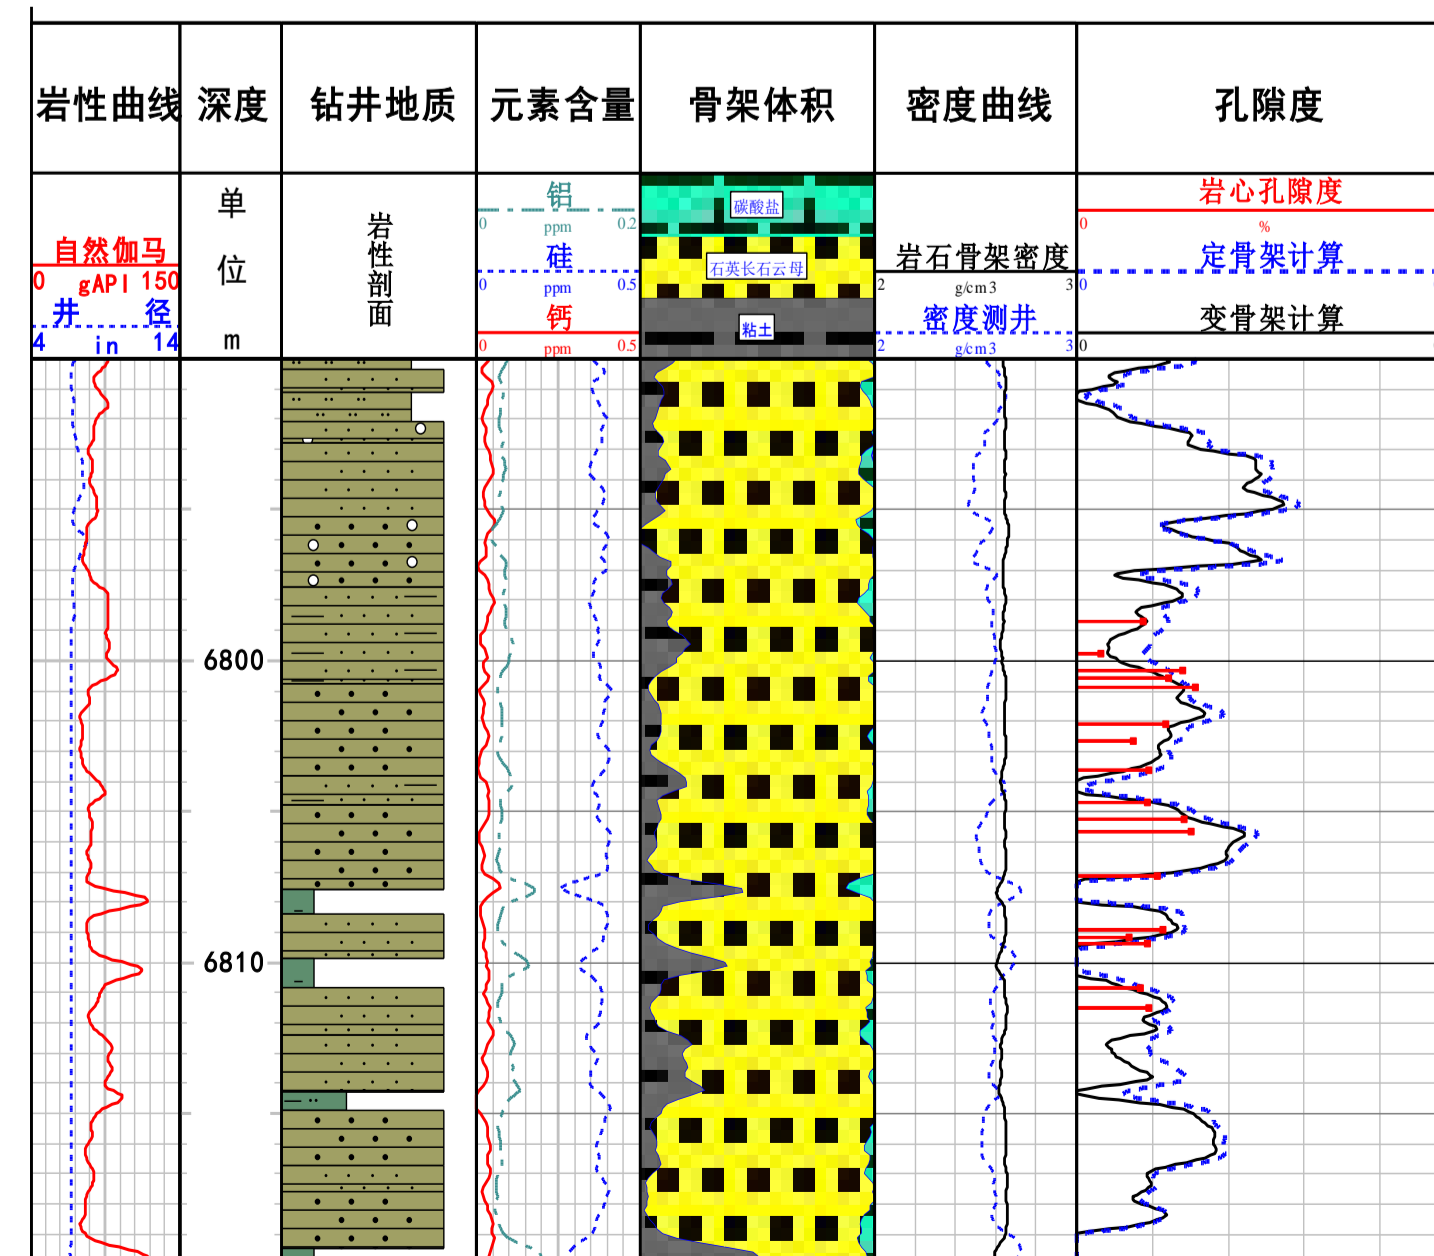 岩性曲线 深度 钻井地质 元素含量 骨架体积 密度曲线 孔隙度
自然伽马
0 gAPI 150
井 径
4 in 14
单
位
m
岩
性
剖
面
铝
0 ppm 0.2
硅
0 ppm 0.5
钙
0 ppm 0.5
碳酸盐
石英长石云母
粘土
岩石骨架密度
2 g/cm3 3
密度测井
2 g/cm3 3
岩心孔隙度
0 %
定骨架计算
0
变骨架计算
0
6800
6810